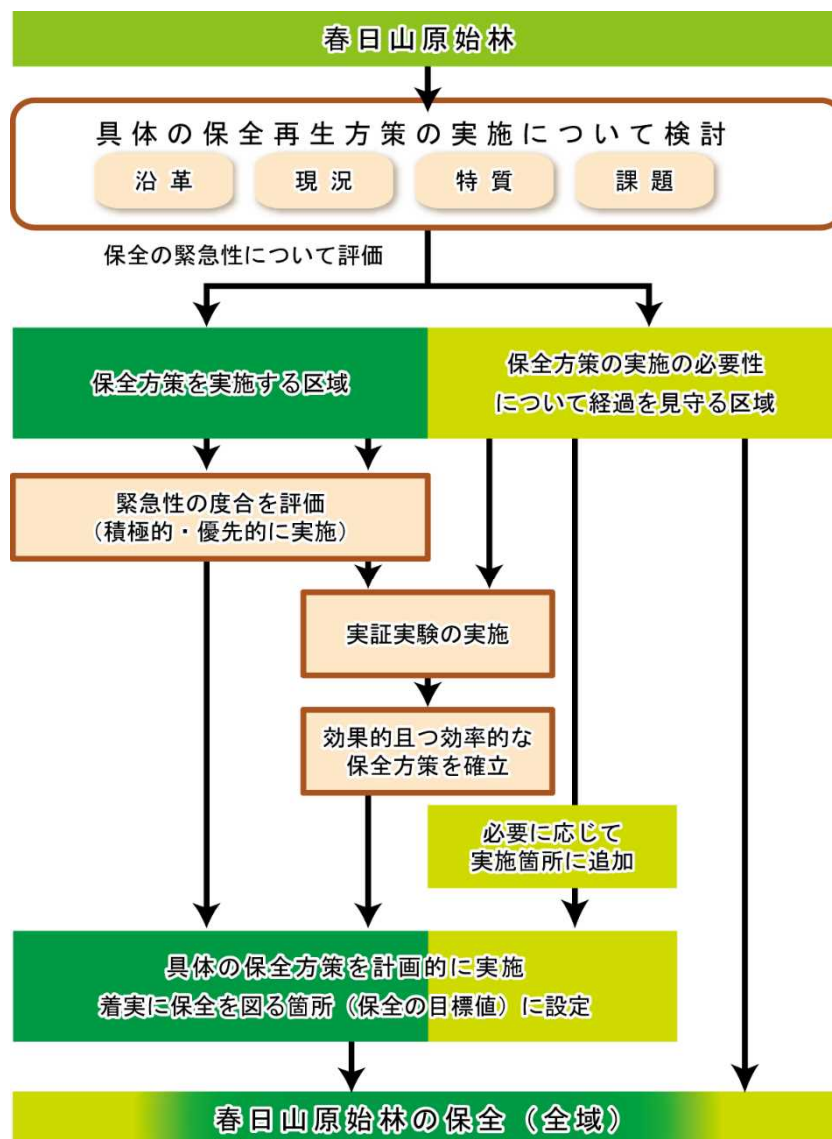 春日山原始林
具体の保全再生方策の実施について検討
沿革
現況
特質
課題
保全の緊急性について評価
保全方策を実施する区域
保全方策の実施の必要性
について経過を見守る区域
緊急性の度合を評価
（積極的・優先的に実施）
実証実験の実施
効果的且つ効率的な
保全方策を確立
必要に応じて
実施箇所に追加
具体の保全方策を計画的に実施
着実に保全を図る箇所（保全の目標値）に設定
春日山原始林の保全（全域）